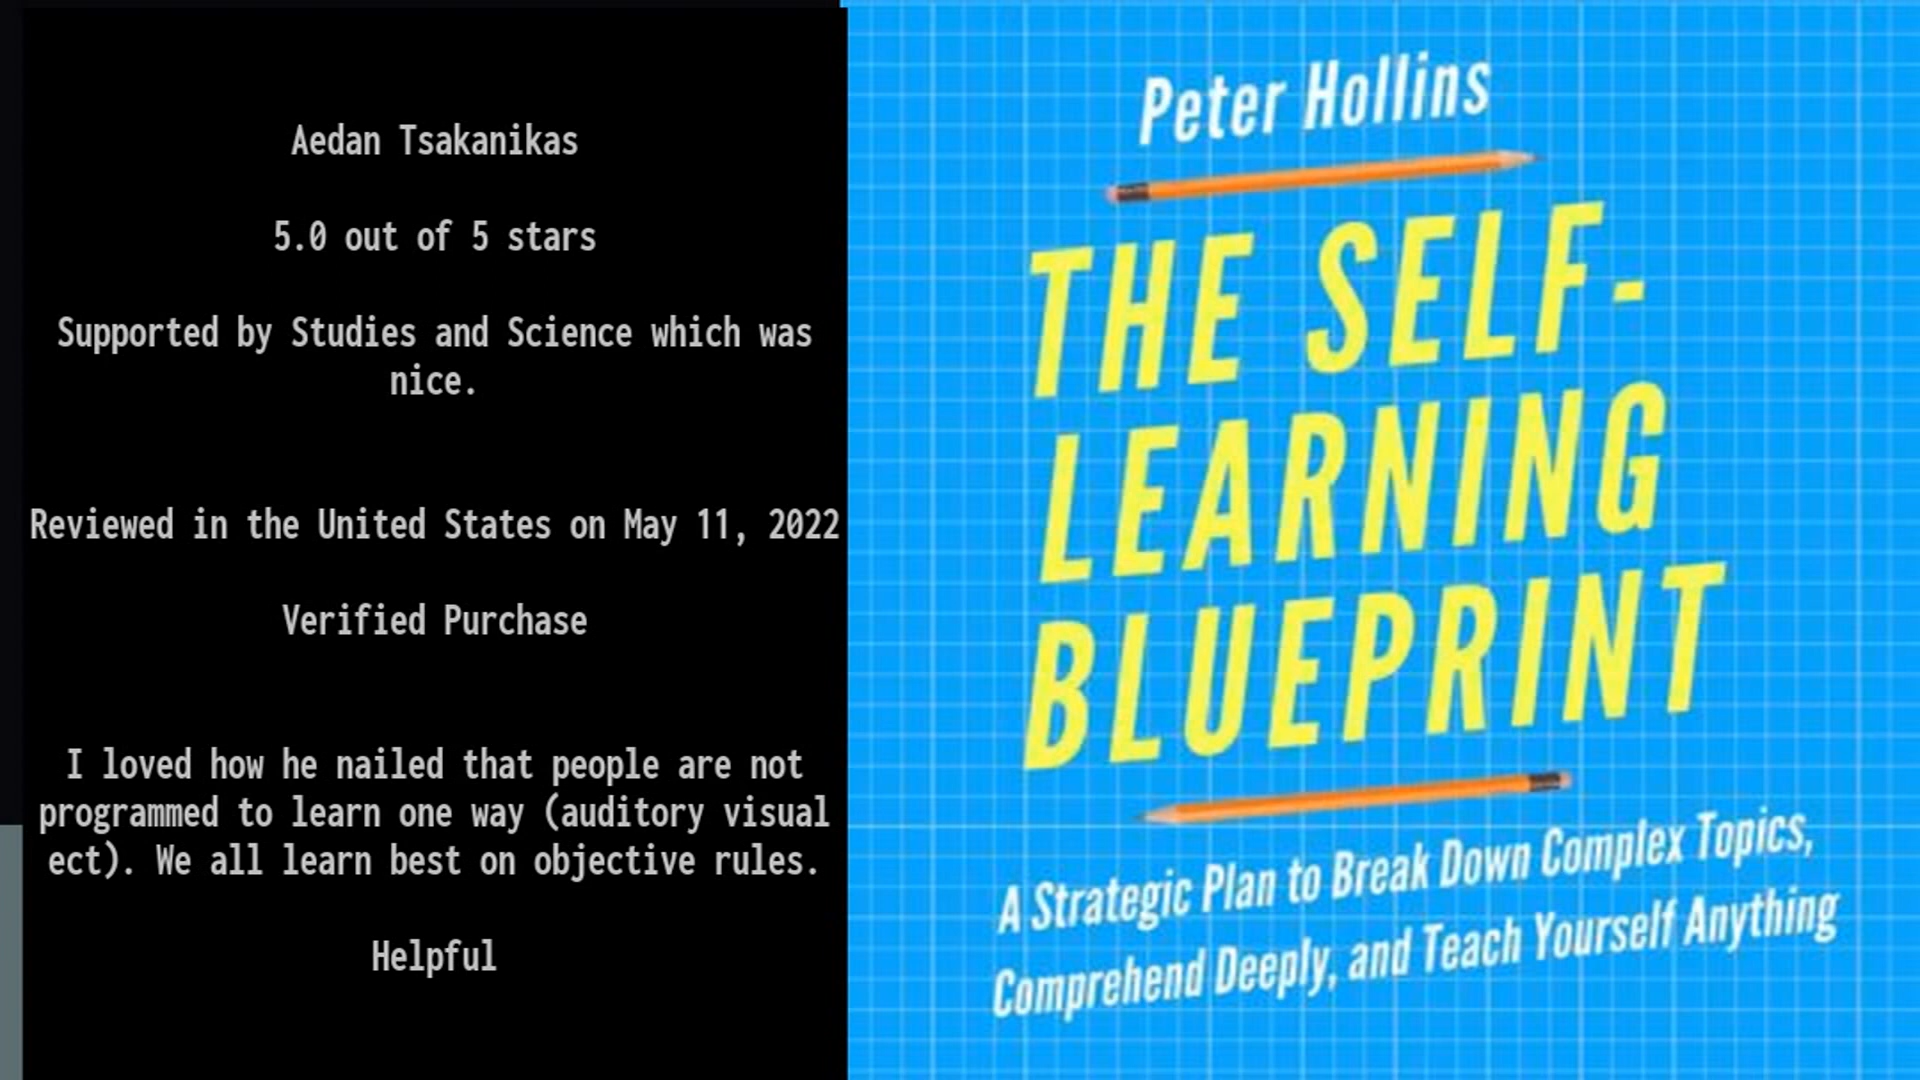 Aedan Tsakanikas
5.0 out of 5 stars
Supported by Studies and Science which was
nice.
Reviewed in the United States on May 11, 2022
Verified Purchase
I loved how he nailed that people are not
programmed to learn one way (auditory visual
ect). We all learn best on objective rules.
Helpful
Peter Hollins
THE SELF-
LEARNING
BLUEPRINT
A Strategic Plan to Break Down Complex Topics,
Comprehend Deeply, and Teach Yourself Anything